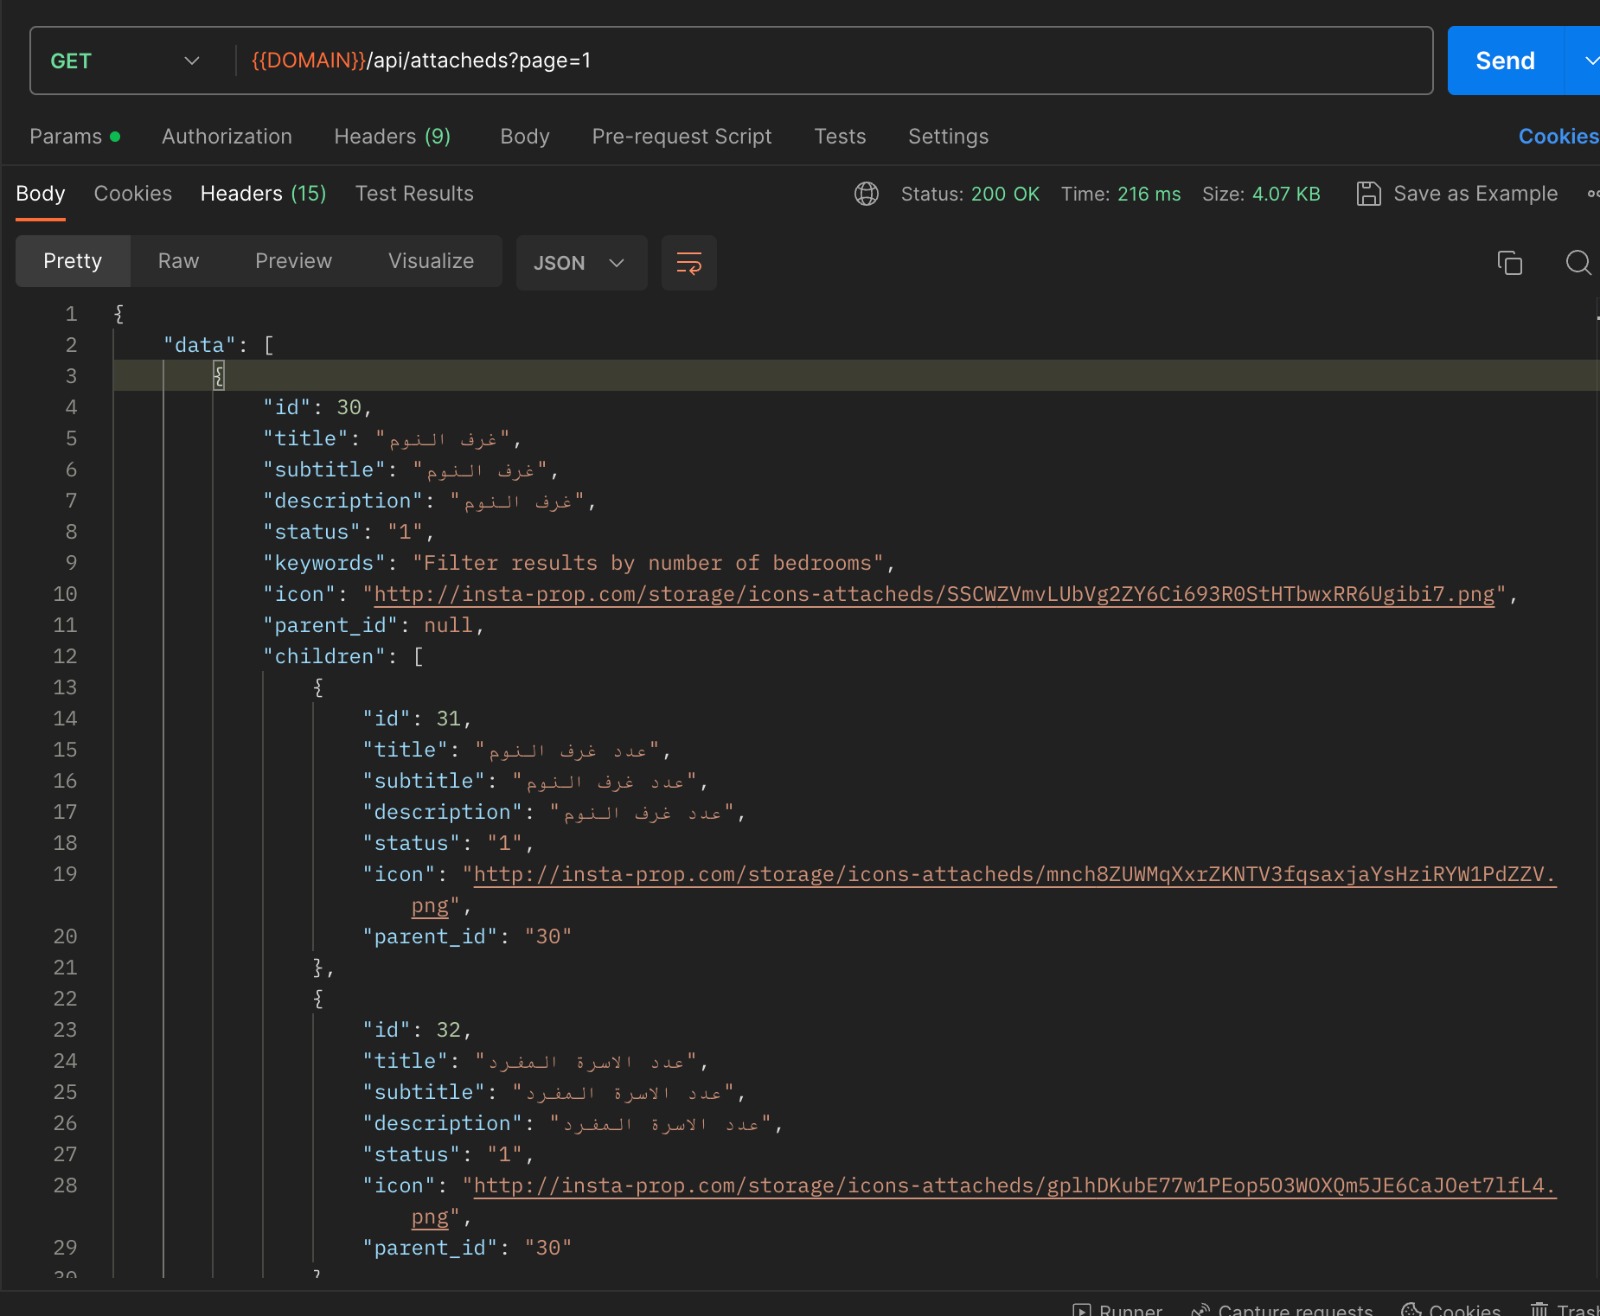 GET {{DOMAIN}}/api/attacheds?page=1 Send
Params Authorization Headers (9) Body Pre-request Script Tests Settings Cookies
Body Cookies Headers (15) Test Results Status: 200 OK Time: 216 ms Size: 4.07 KB Save as Example
Pretty Raw Preview Visualize JSON
1 {
2 "data": [
3 {
4 "id": 30,
5 "title": "غرف النوم",
6 "subtitle": "غرف النوم",
7 "description": "غرف النوم",
8 "status": "1",
9 "keywords": "Filter results by number of bedrooms",
10 "icon": "http://insta-prop.com/storage/icons-attacheds/SSCWZVmvLUbVg2ZY6Ci693R0StHTbwxRR6Ugibi7.png",
11 "parent_id": null,
12 "children": [
13 {
14 "id": 31,
15 "title": "عدد غرف النوم",
16 "subtitle": "عدد غرف النوم",
17 "description": "عدد غرف النوم",
18 "status": "1",
19 "icon": "http://insta-prop.com/storage/icons-attacheds/mnch8ZUWMqXxrZKNTV3fqsaxjaYsHziRYW1PdZZV.
png",
20 "parent_id": "30"
21 },
22 {
23 "id": 32,
24 "title": "عدد الاسرة المفرد",
25 "subtitle": "عدد الاسرة المفرد",
26 "description": "عدد الاسرة المفرد",
27 "status": "1",
28 "icon": "http://insta-prop.com/storage/icons-attacheds/gplhDKubE77w1PEop5O3WOXQm5JE6CaJOet7lfL4.
png",
29 "parent_id": "30"
30 }
Runner Capture requests Cookies Trash